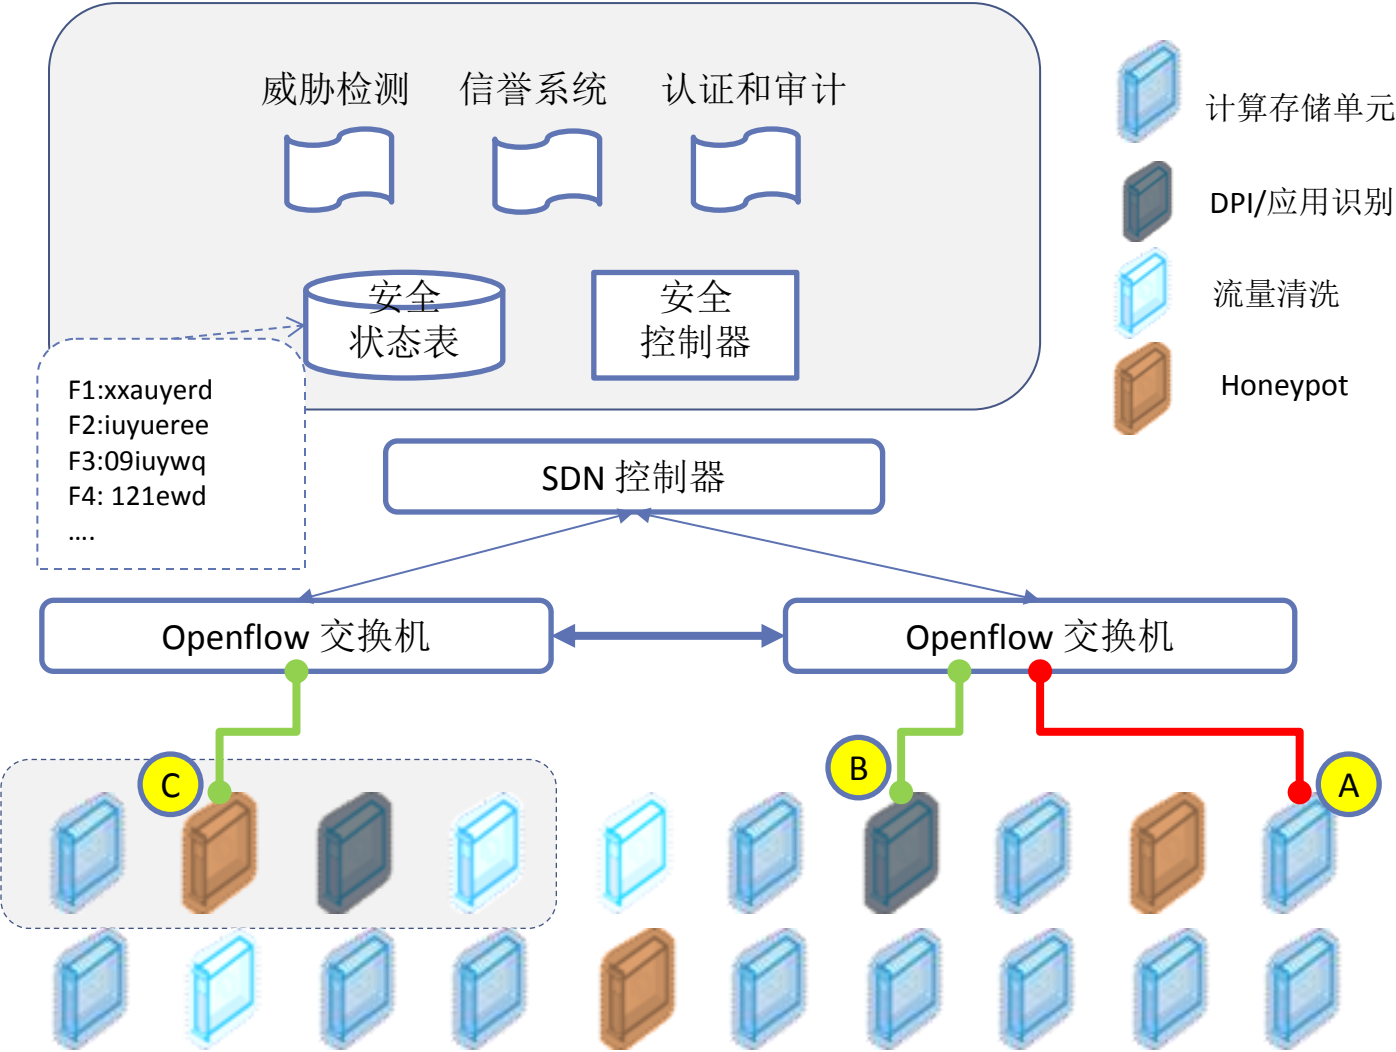 威胁检测
信誉系统
认证和审计
安全
状态表
安全
控制器
F1:xxauyerd
F2:iuyueree
F3:09iuywq
F4: 121ewd
....
SDN 控制器
Openflow 交换机
Openflow 交换机
C
B
A
计算存储单元
DPI/应用识别
流量清洗
Honeypot